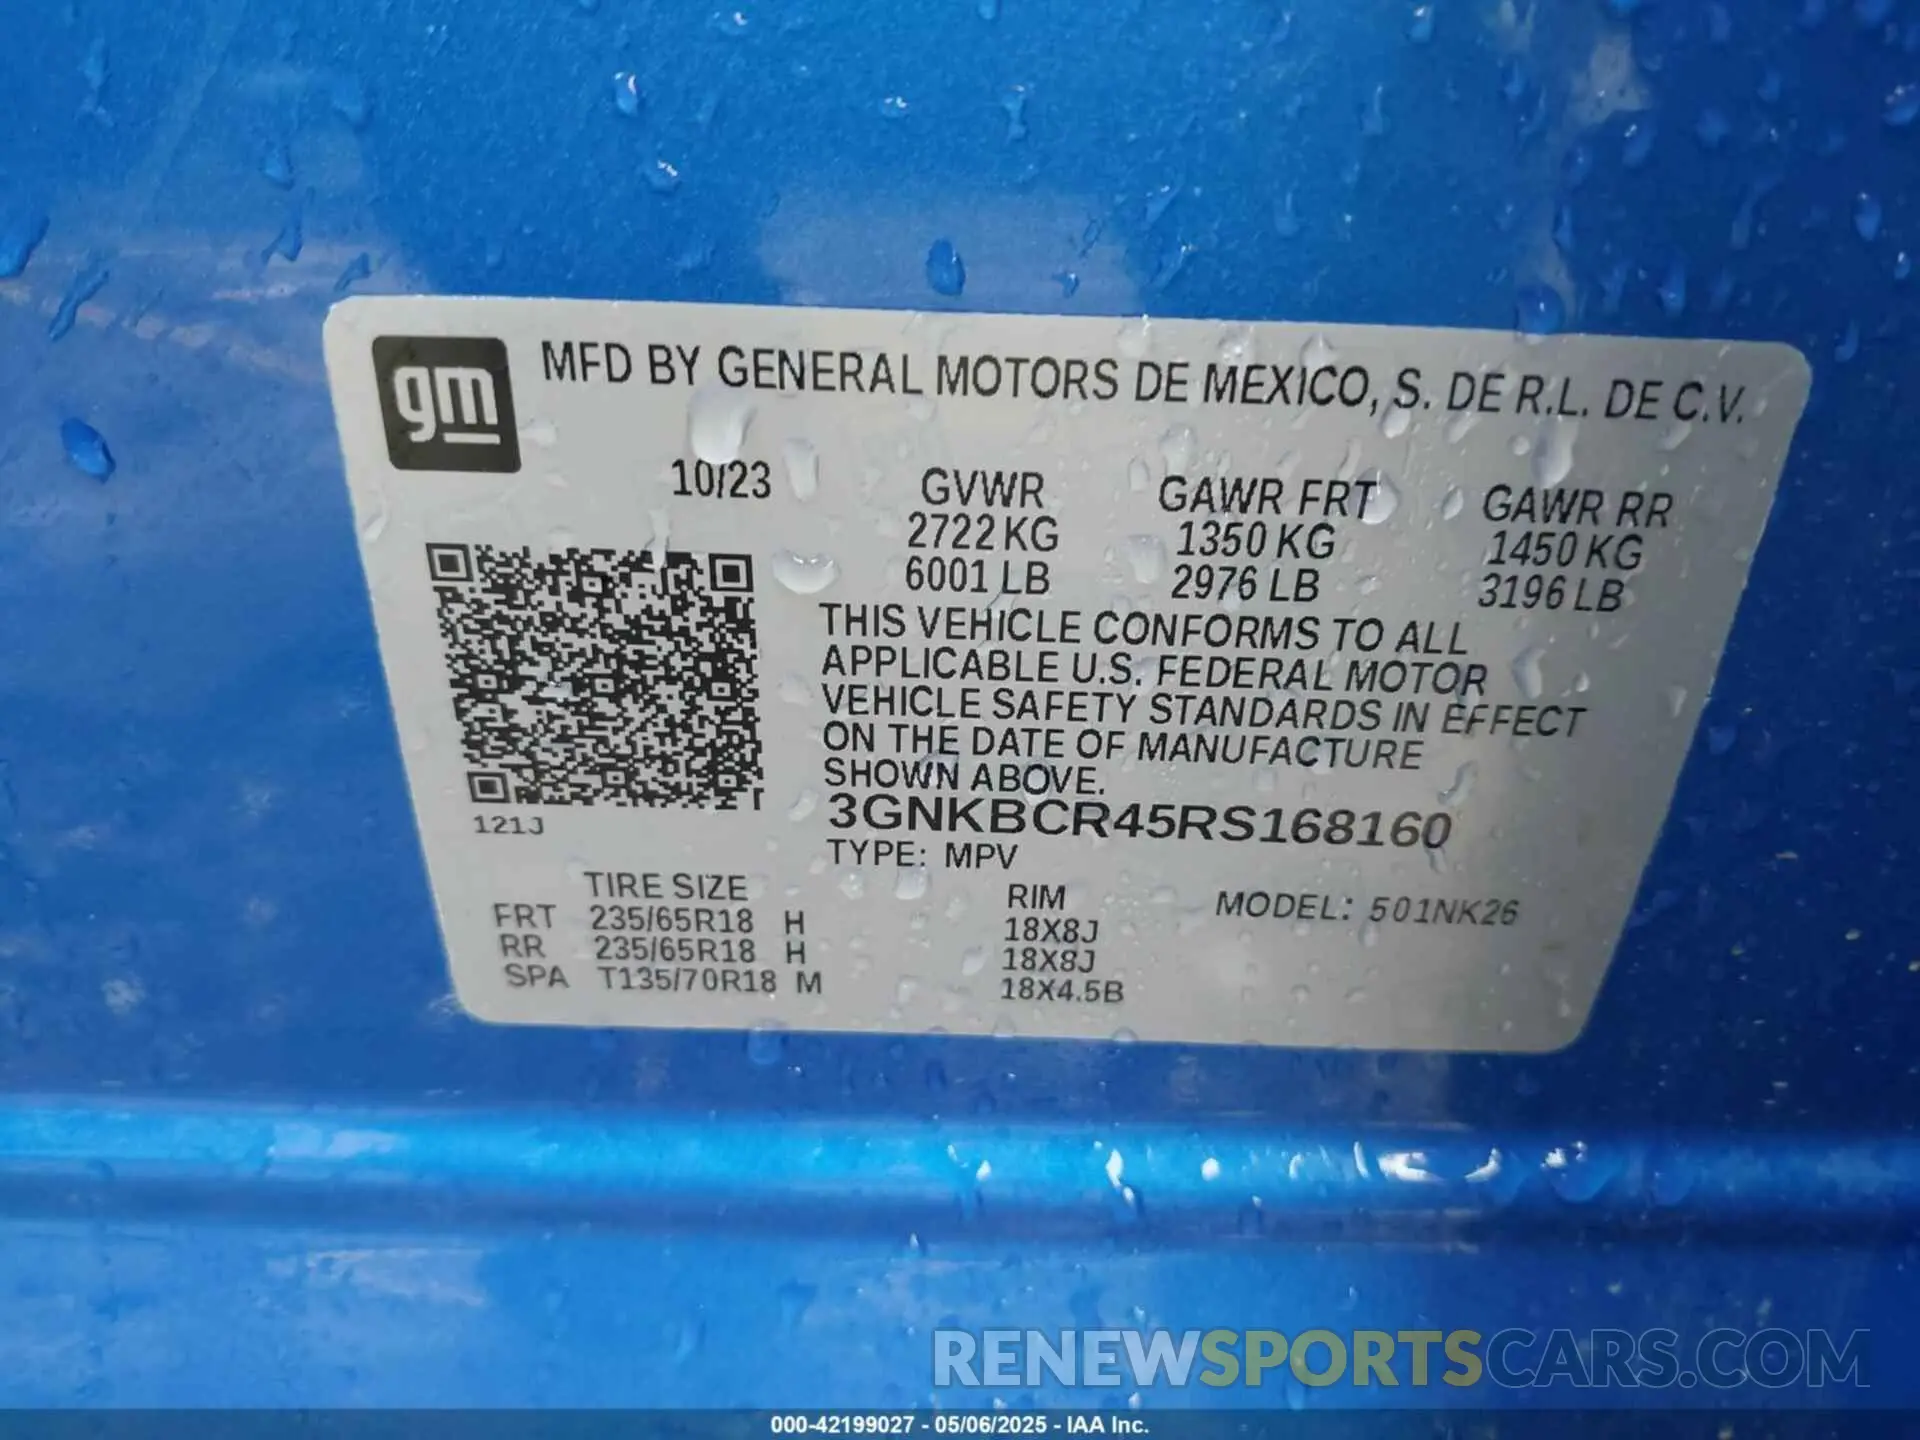 gm
MFD BY GENERAL MOTORS DE MEXICO, S. DE R.L. DE C.V.
10/23
GVWR GAWR FRT GAWR RR
2722 KG 1350 KG 1450 KG
6001 LB 2976 LB 3196 LB
THIS VEHICLE CONFORMS TO ALL
APPLICABLE U.S. FEDERAL MOTOR
VEHICLE SAFETY STANDARDS IN EFFECT
ON THE DATE OF MANUFACTURE
SHOWN ABOVE.
3GNKBCR45RS168160
121J
TYPE: MPV
TIRE SIZE RIM MODEL: 501NK26
FRT 235/65R18 H 18X8J
RR 235/65R18 H 18X8J
SPA T135/70R18 M 18X4.5B
RENEWSPORTSCARS.COM
000-42199027 - 05/06/2025 - IAA Inc.